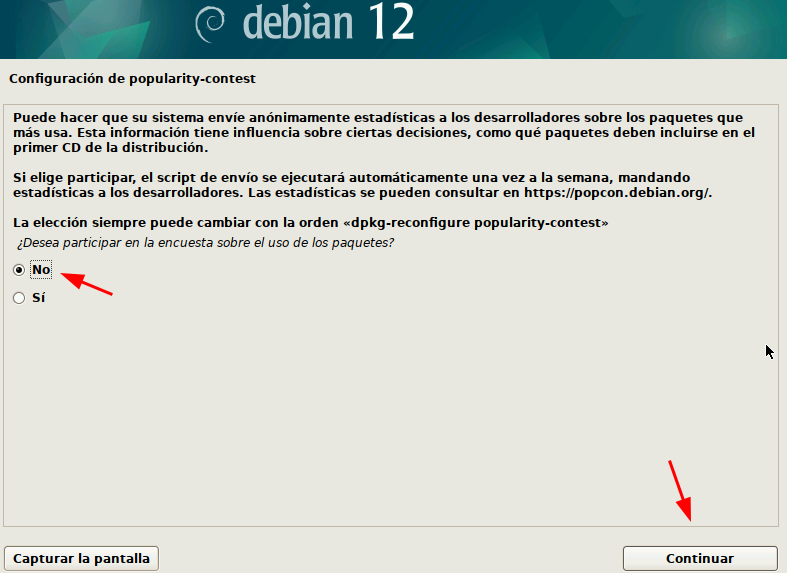 debian 12
Configuración de popularity-contest
Puede hacer que su sistema envíe anónimamente estadísticas a los desarrolladores sobre los paquetes que
más usa. Esta información tiene influencia sobre ciertas decisiones, como qué paquetes deben incluirse en el
primer CD de la distribución.
Si elige participar, el script de envío se ejecutará automáticamente una vez a la semana, mandando
estadísticas a los desarrolladores. Las estadísticas se pueden consultar en https://popcon.debian.org/.
La elección siempre puede cambiar con la orden «dpkg-reconfigure popularity-contest»
¿Desea participar en la encuesta sobre el uso de los paquetes?
No
Sí
Capturar la pantalla
Continuar